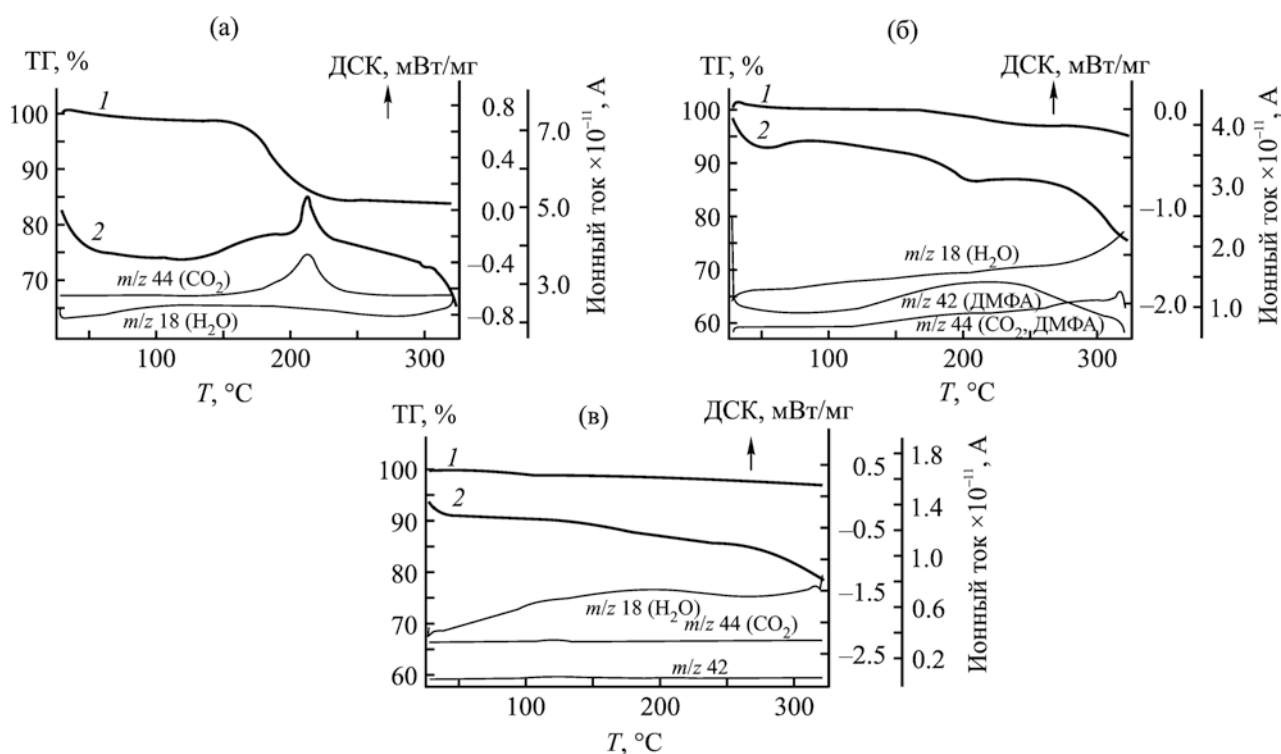 (а)
ТГ, %
ДСК, мВт/мг
1
100
90
80
70
2
m/z 44 (CO₂)
m/z 18 (H₂O)
0.8
0.4
0.0
–0.4
–0.8
7.0
5.0
3.0
Ионный ток ×10⁻¹¹, А
100
200
300
T, °C
(б)
ТГ, %
ДСК, мВт/мг
1
2
100
90
80
70
60
m/z 18 (H₂O)
m/z 42 (ДМФА)
m/z 44 (CO₂, ДМФА)
0.0
–1.0
–2.0
4.0
3.0
2.0
1.0
Ионный ток ×10⁻¹¹, А
100
200
300
T, °C
(в)
ТГ, %
ДСК, мВт/мг
1
2
100
90
80
70
60
m/z 18 (H₂O)
m/z 44 (CO₂)
m/z 42
0.5
–0.5
–1.5
–2.5
1.8
1.4
1.0
0.6
0.2
Ионный ток ×10⁻¹¹, А
100
200
300
T, °C